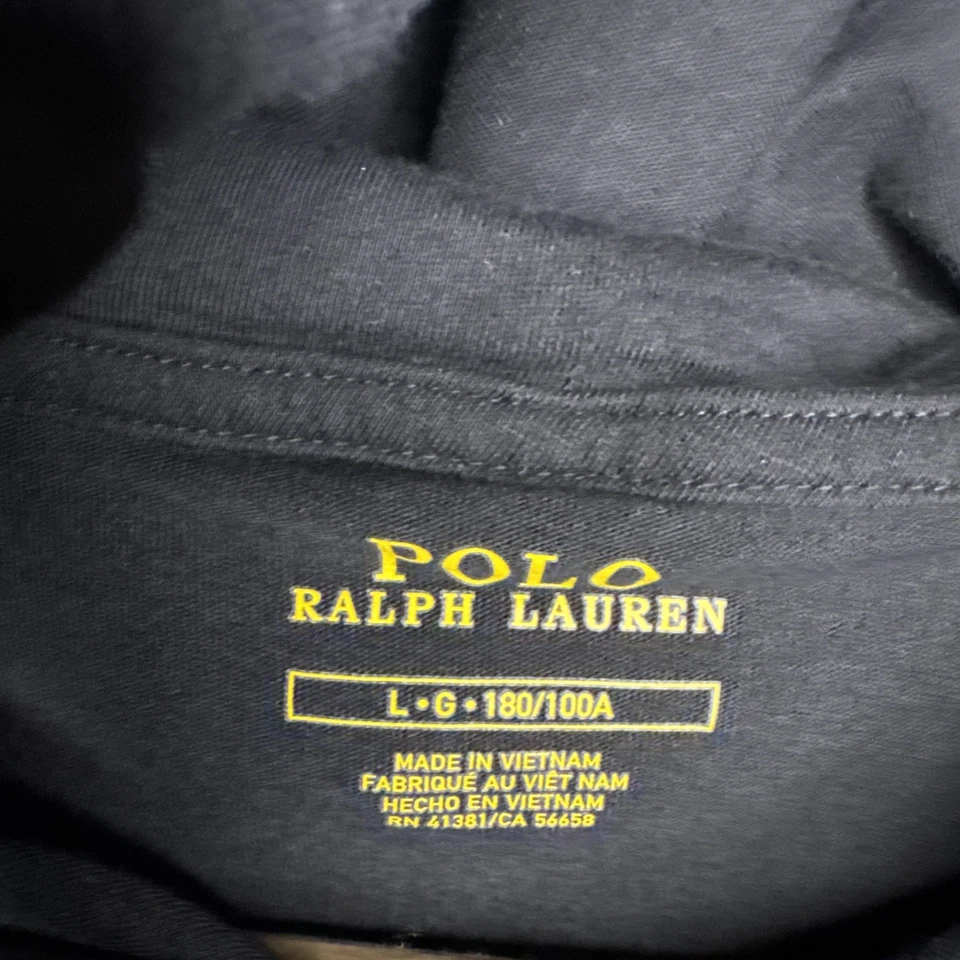 POLO
RALPH LAUREN
L • G • 180/100A
MADE IN VIETNAM
FABRIQUÉ AU VIÊT NAM
HECHO EN VIETNAM
RN 41381/CA 56658